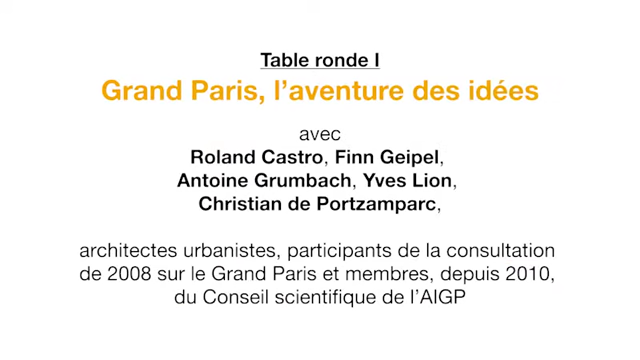 Table ronde I
Grand Paris, l'aventure des idées
avec
Roland Castro, Finn Geipel,
Antoine Grumbach, Yves Lion,
Christian de Portzamparc,
architectes urbanistes, participants de la consultation
de 2008 sur le Grand Paris et membres, depuis 2010,
du Conseil scientifique de l'AIGP